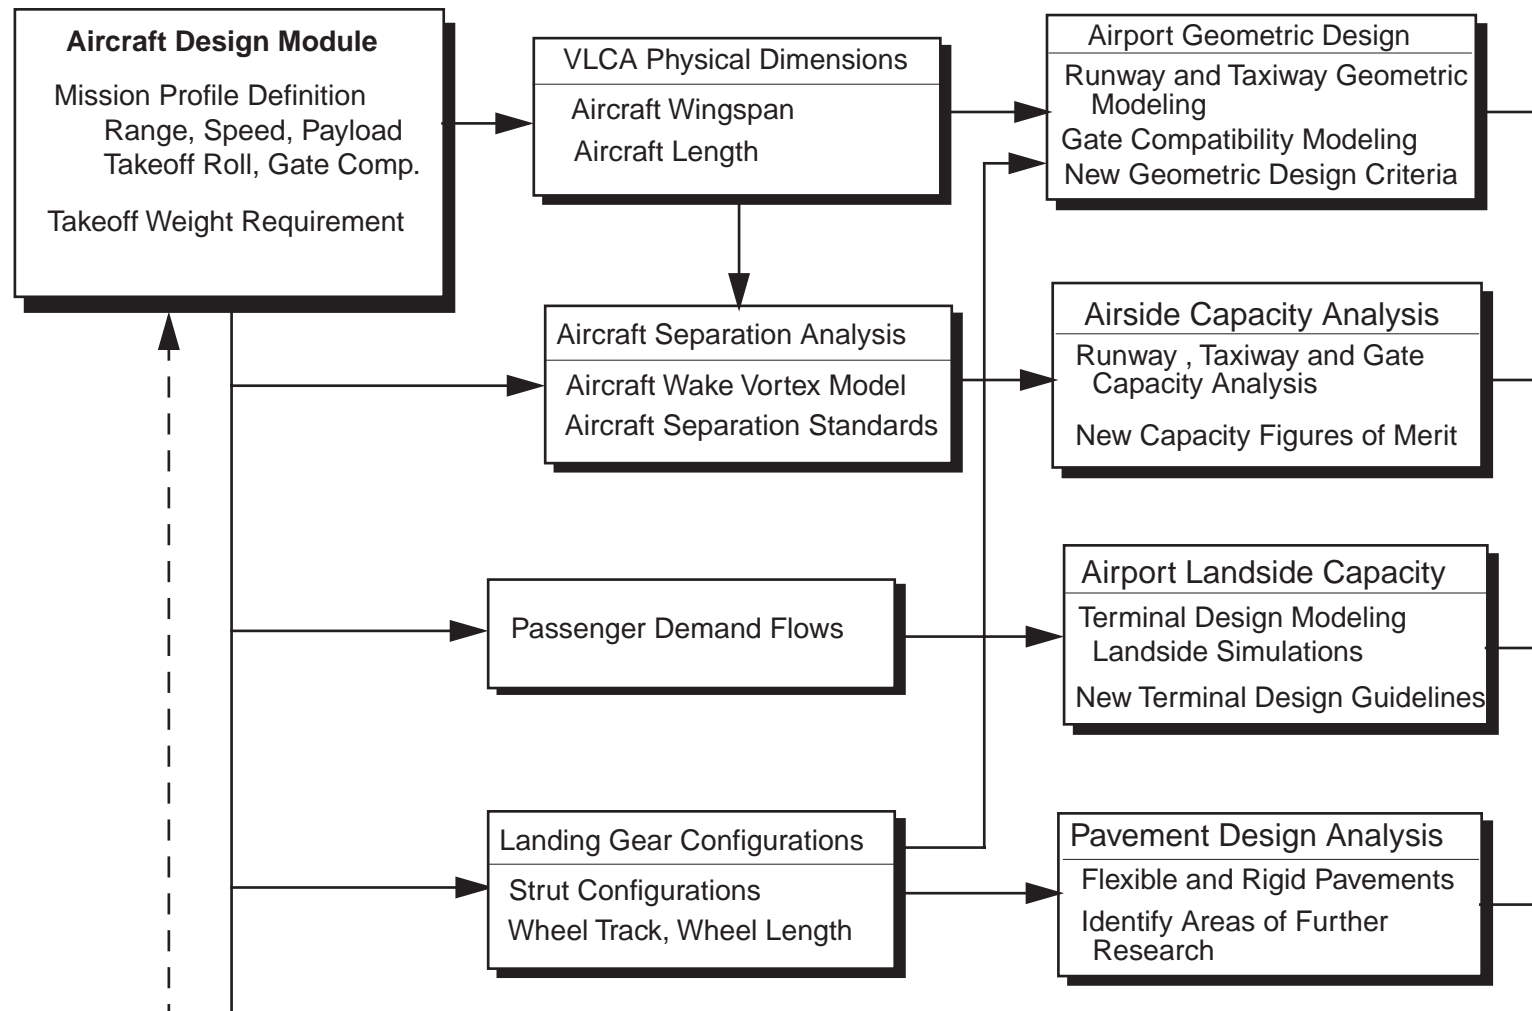 Aircraft Design Module
Mission Profile Definition
Range, Speed, Payload
Takeoff Roll, Gate Comp.
Takeoff Weight Requirement
VLCA Physical Dimensions
Aircraft Wingspan
Aircraft Length
Airport Geometric Design
Runway and Taxiway Geometric
Modeling
Gate Compatibility Modeling
New Geometric Design Criteria
Aircraft Separation Analysis
Aircraft Wake Vortex Model
Aircraft Separation Standards
Airside Capacity Analysis
Runway , Taxiway and Gate
Capacity Analysis
New Capacity Figures of Merit
Passenger Demand Flows
Airport Landside Capacity
Terminal Design Modeling
Landside Simulations
New Terminal Design Guidelines
Landing Gear Configurations
Strut Configurations
Wheel Track, Wheel Length
Pavement Design Analysis
Flexible and Rigid Pavements
Identify Areas of Further
Research